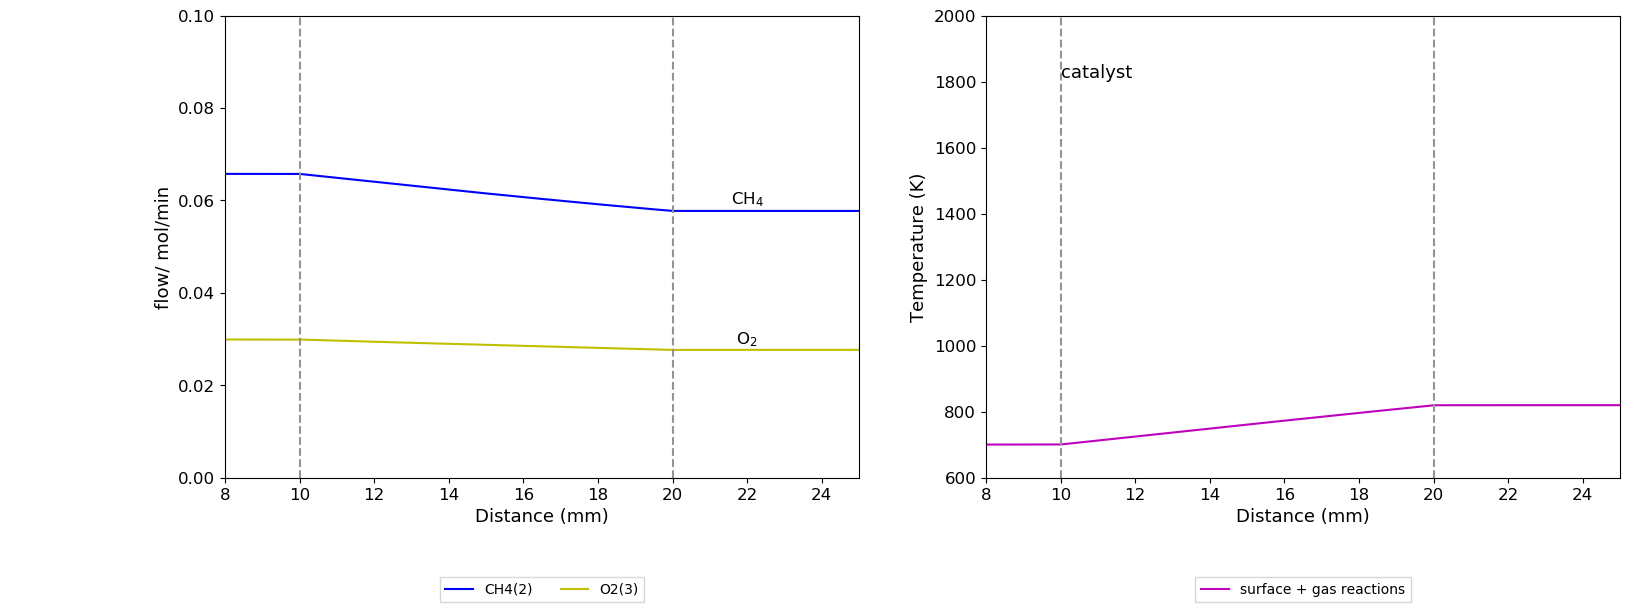 0.10
0.08
0.06
0.04
0.02
0.00
flow/ mol/min
CH4
O2
8 10 12 14 16 18 20 22 24
Distance (mm)
CH4(2) O2(3)
2000
1800
1600
1400
1200
1000
800
600
Temperature (K)
catalyst
8 10 12 14 16 18 20 22 24
Distance (mm)
surface + gas reactions